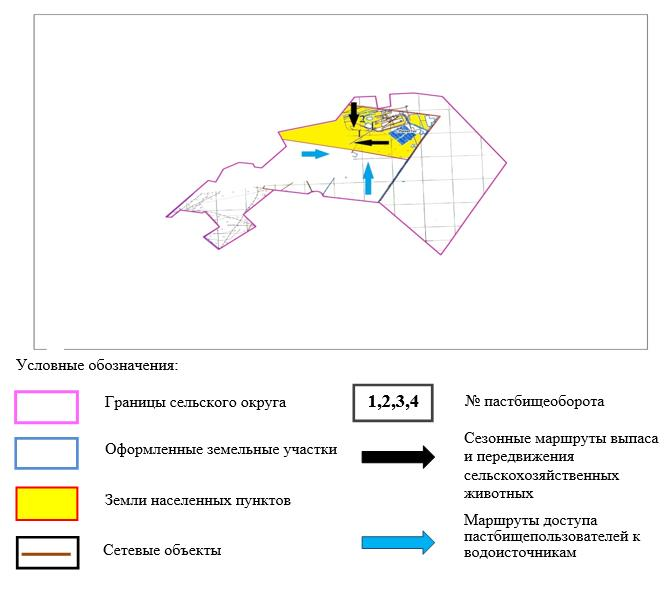 Условные обозначения:
Границы сельского округа
Оформленные земельные участки
Земли населенных пунктов
Сетевые объекты
1,2,3,4
№ пастбищеоборота
Сезонные маршруты выпаса
и передвижения
сельскохозяйственных
животных
Маршруты доступа
пастбищепользователей к
водоисточникам